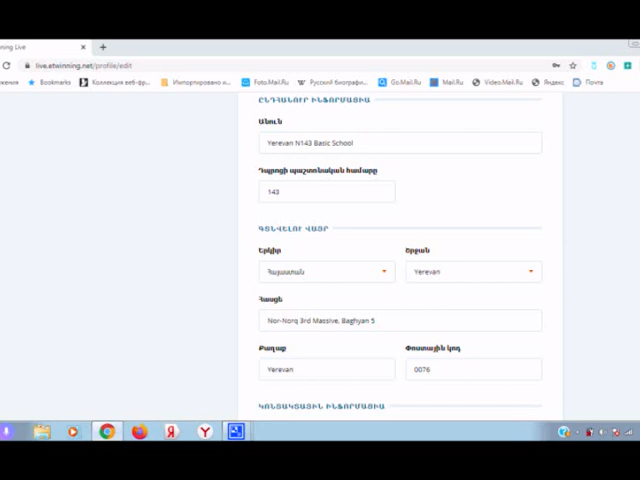 nning Live
live.etwinning.net/profile/edit
Bookmarks Коллекция веб-фр... Импортировано и... Foto.Mail.Ru Русский биографи... Go.Mail.Ru Mail.Ru Video.Mail.Ru Яндекс Почта
ԸՆԴՀԱՆՈՒՐ ԻՆՖՈՐՄԱՑԻԱ
Անուն
Yerevan N143 Basic School
Դպրոցի պաշտոնական համարը
143
ԳՏՆՎԵԼՈՒ ՎԱՅՐ
Երկիր Շրջան
Հայաստան Yerevan
Հասցե
Nor-Norq 3rd Massive, Baghyan 5
Քաղաք Փոստային կոդ
Yerevan 0076
ԿՈՆՏԱԿՏԱՅԻՆ ԻՆՖՈՐՄԱՑԻԱ